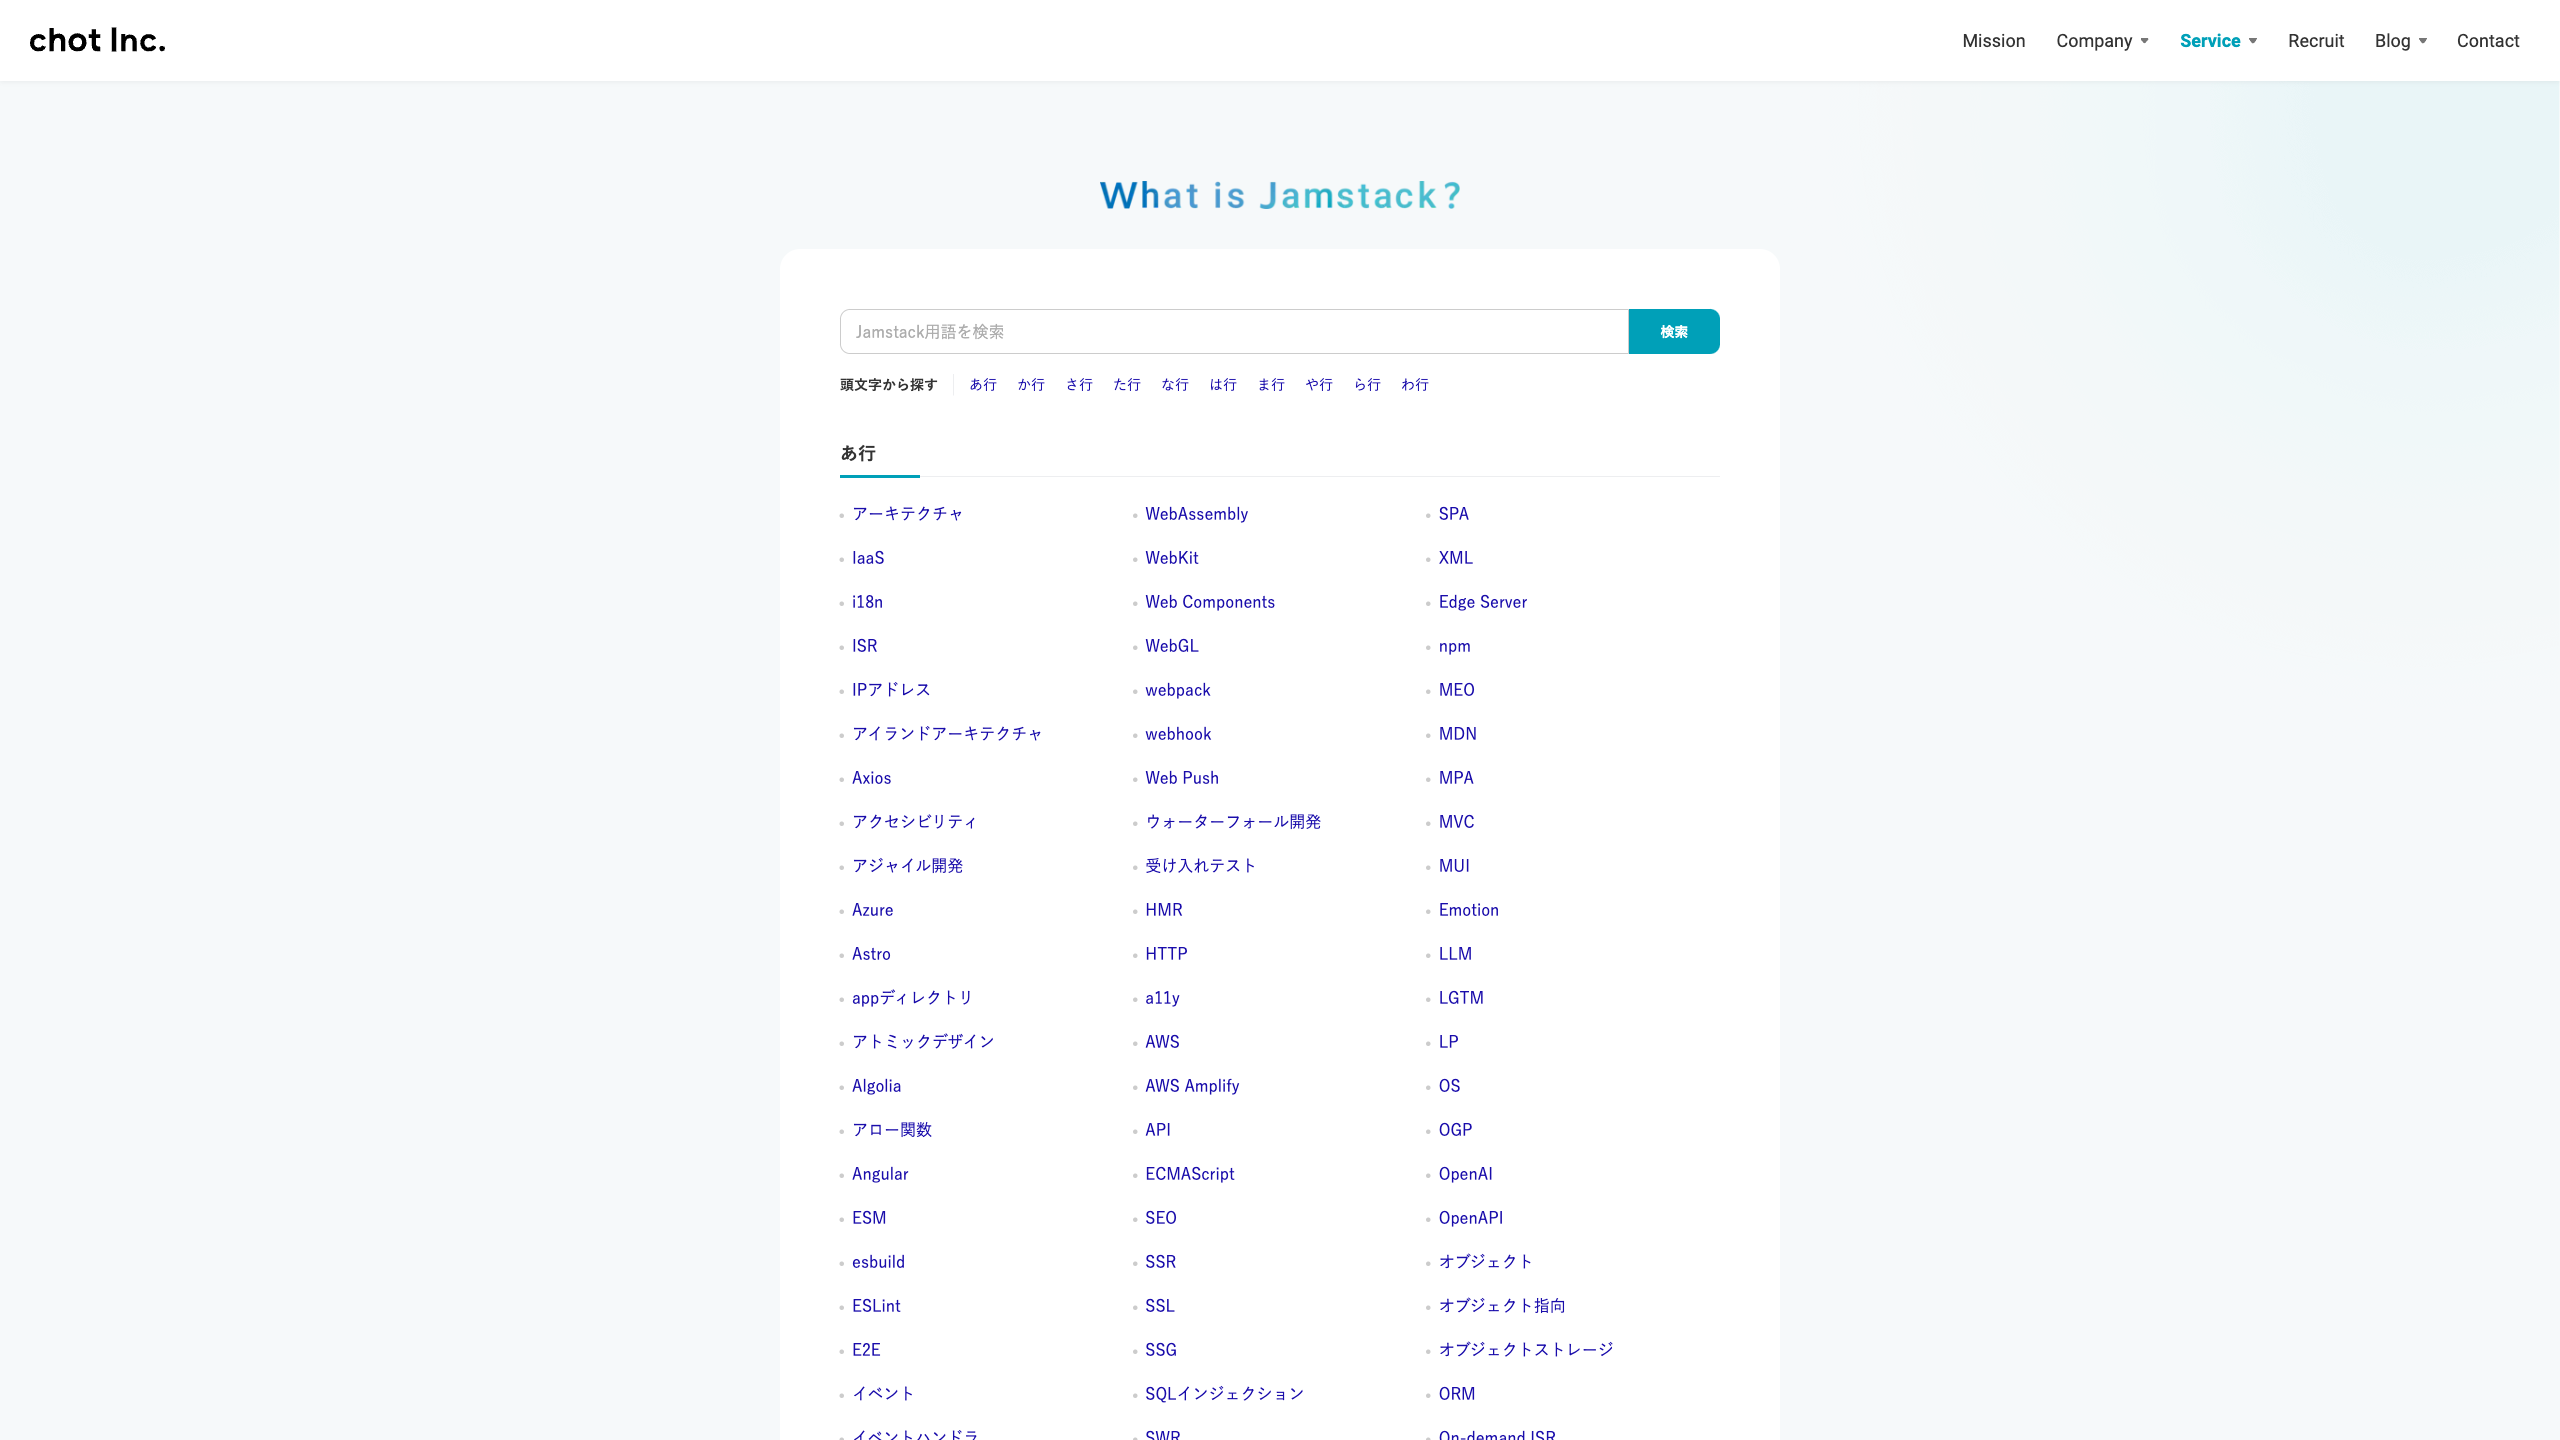 chot Inc.
Mission Company Service Recruit Blog Contact
What is Jamstack?
Jamstack用語を検索
検索
頭文字から探す あ行 か行 さ行 た行 な行 は行 ま行 や行 ら行 わ行
あ行
アーキテクチャ
IaaS
i18n
ISR
IPアドレス
アイランドアーキテクチャ
Axios
アクセシビリティ
アジャイル開発
Azure
Astro
appディレクトリ
アトミックデザイン
Algolia
アロー関数
Angular
ESM
esbuild
ESLint
E2E
イベント
イベントハンドラ
WebAssembly
WebKit
Web Components
WebGL
webpack
webhook
Web Push
ウォーターフォール開発
受け入れテスト
HMR
HTTP
a11y
AWS
AWS Amplify
API
ECMAScript
SEO
SSR
SSL
SSG
SQLインジェクション
SWR
SPA
XML
Edge Server
npm
MEO
MDN
MPA
MVC
MUI
Emotion
LLM
LGTM
LP
OS
OGP
OpenAI
OpenAPI
オブジェクト
オブジェクト指向
オブジェクトストレージ
ORM
On-demand ISR